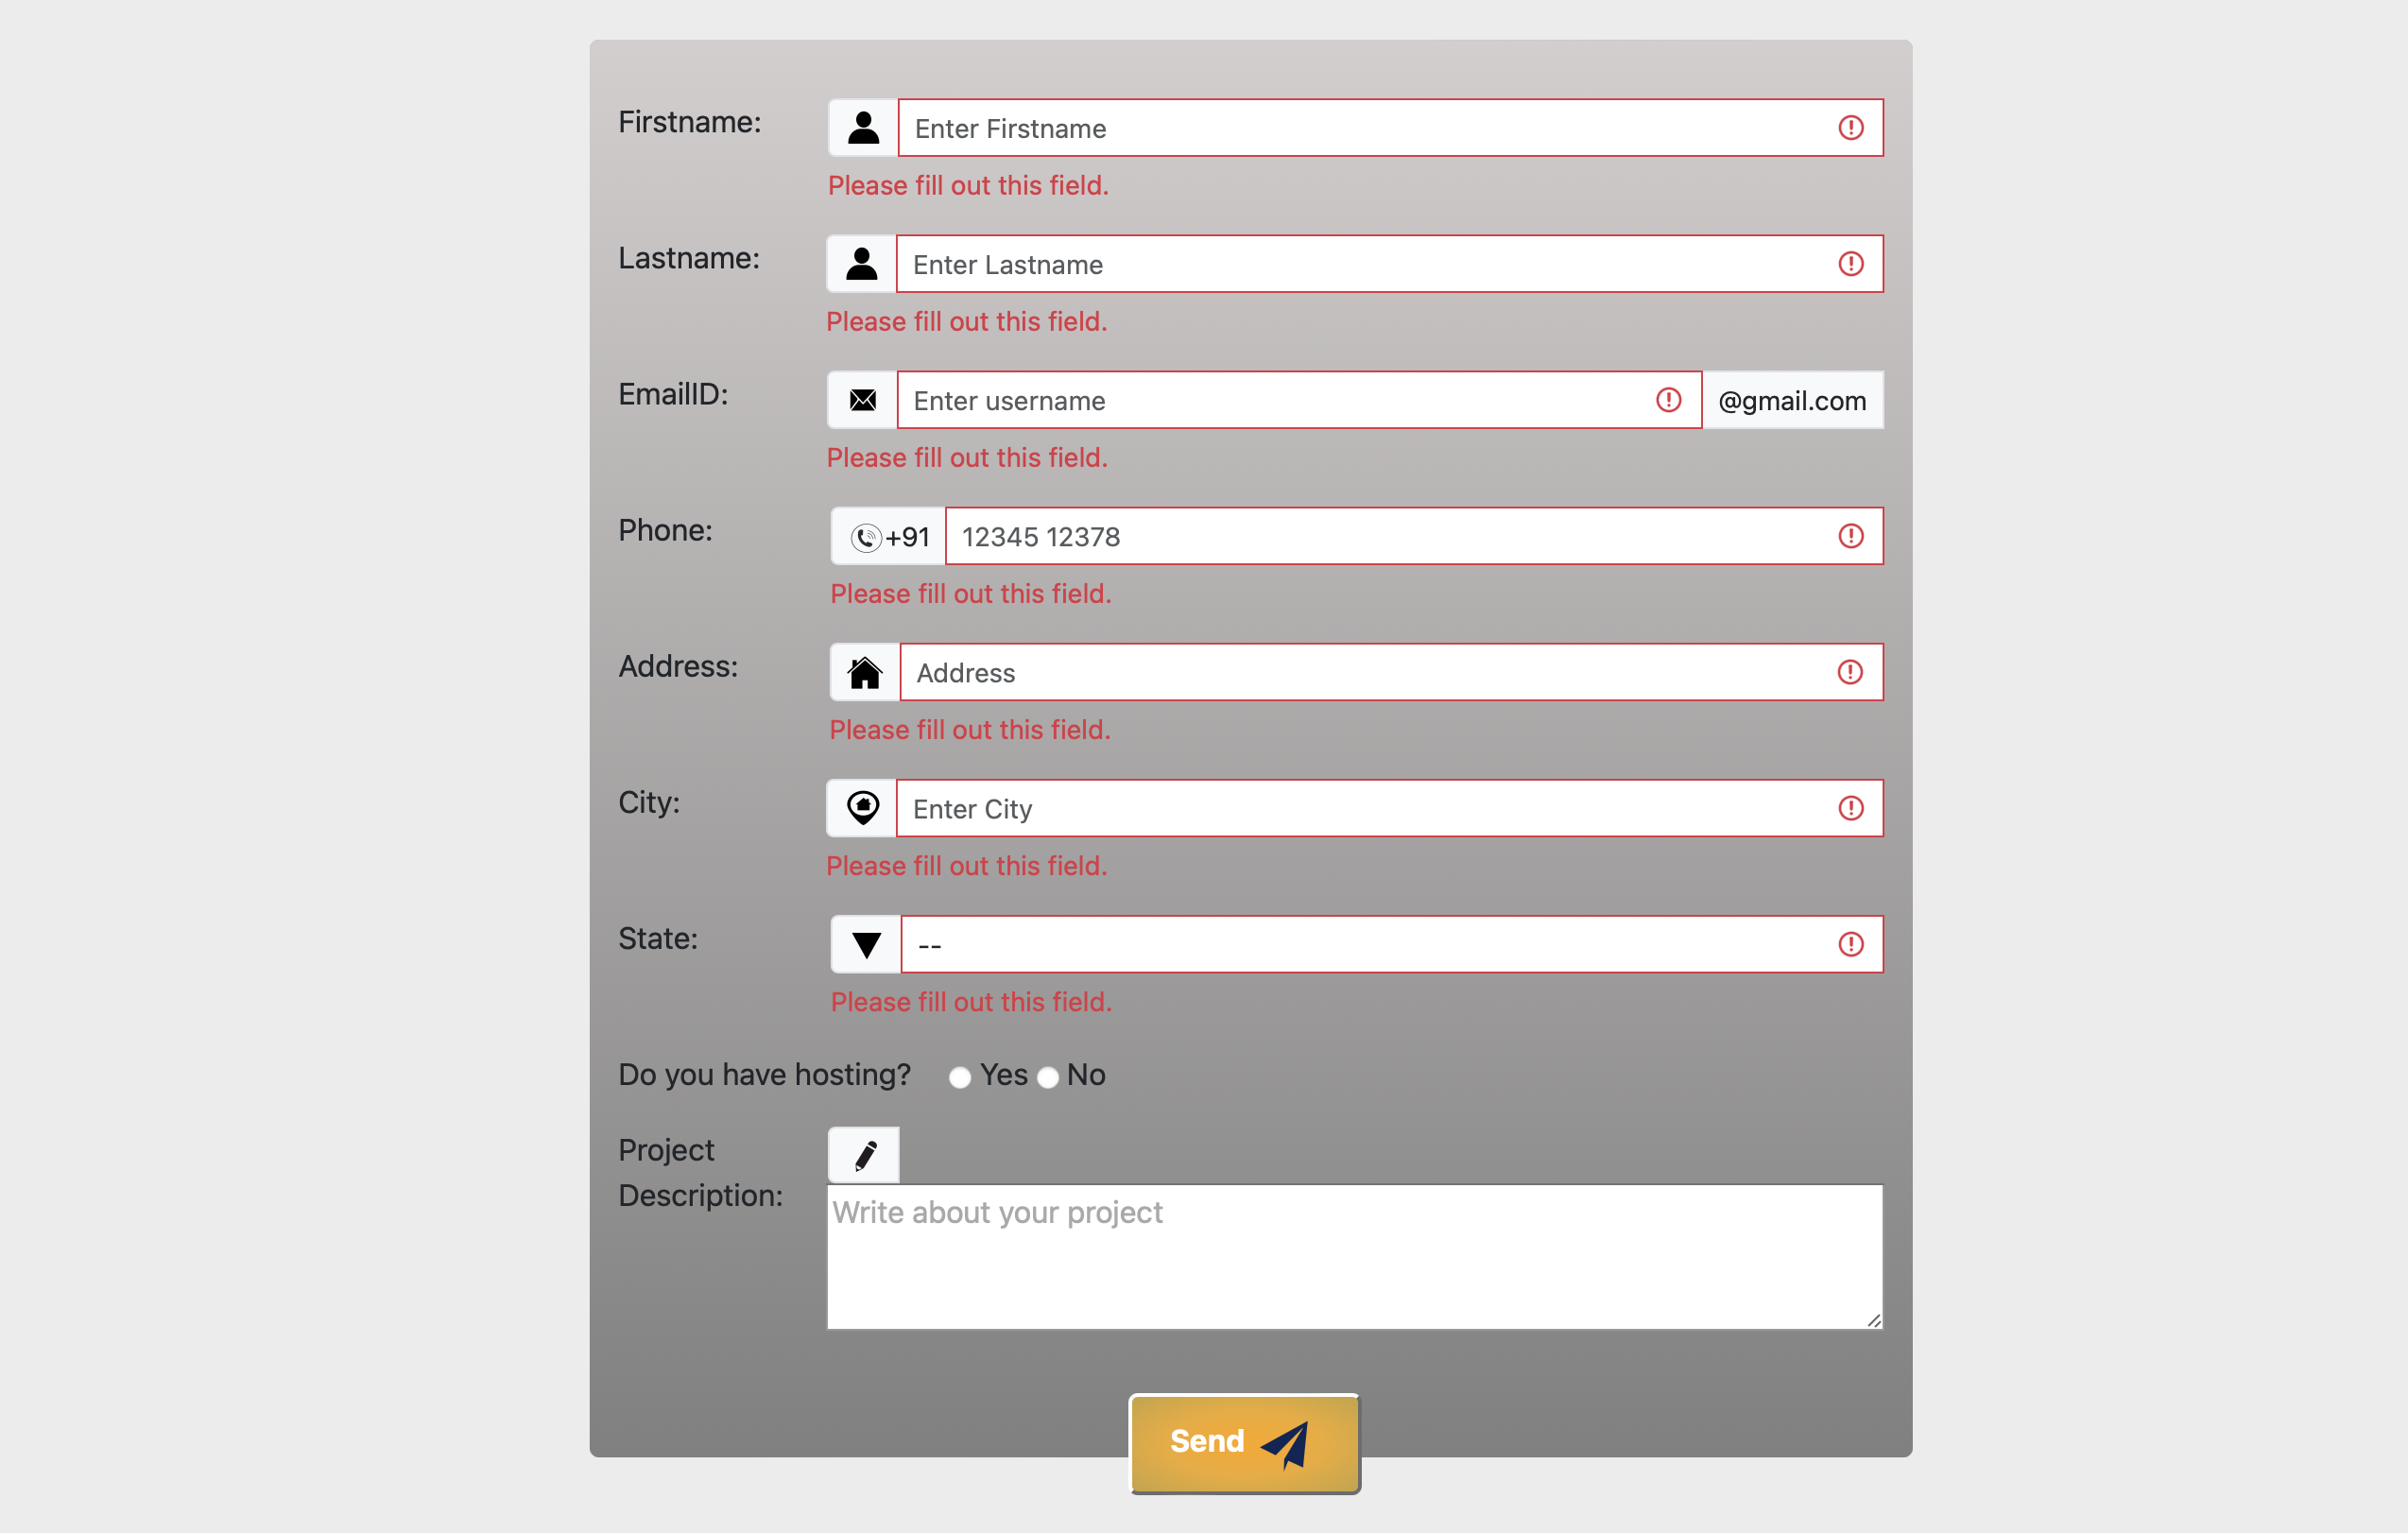 Firstname:
Enter Firstname
Please fill out this field.
Lastname:
Enter Lastname
Please fill out this field.
EmailID:
Enter username
@gmail.com
Please fill out this field.
Phone:
+91
12345 12378
Please fill out this field.
Address:
Address
Please fill out this field.
City:
Enter City
Please fill out this field.
State:
--
Please fill out this field.
Do you have hosting? Yes No
Project
Description:
Write about your project
Send